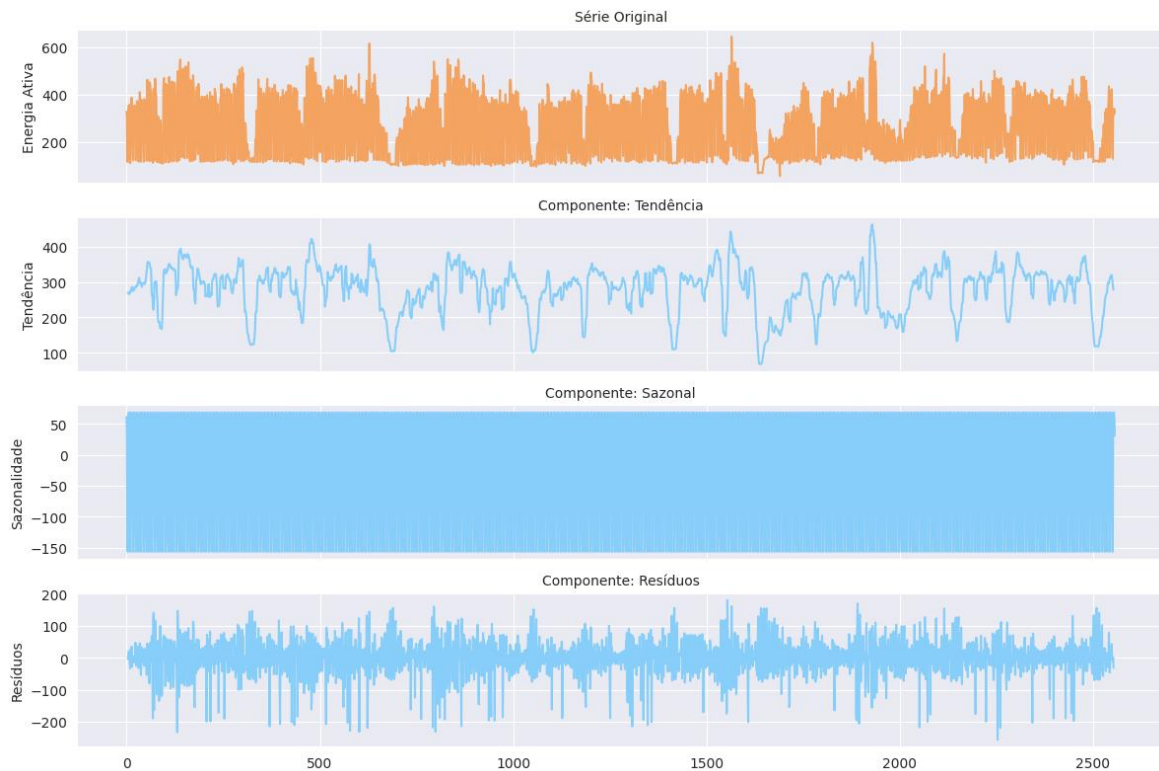 Série Original
Energia Ativa
600
400
200
Componente: Tendência
Tendência
400
300
200
100
Componente: Sazonal
Sazonalidade
50
0
−50
−100
−150
Componente: Resíduos
Resíduos
200
100
0
−100
−200
0
500
1000
1500
2000
2500